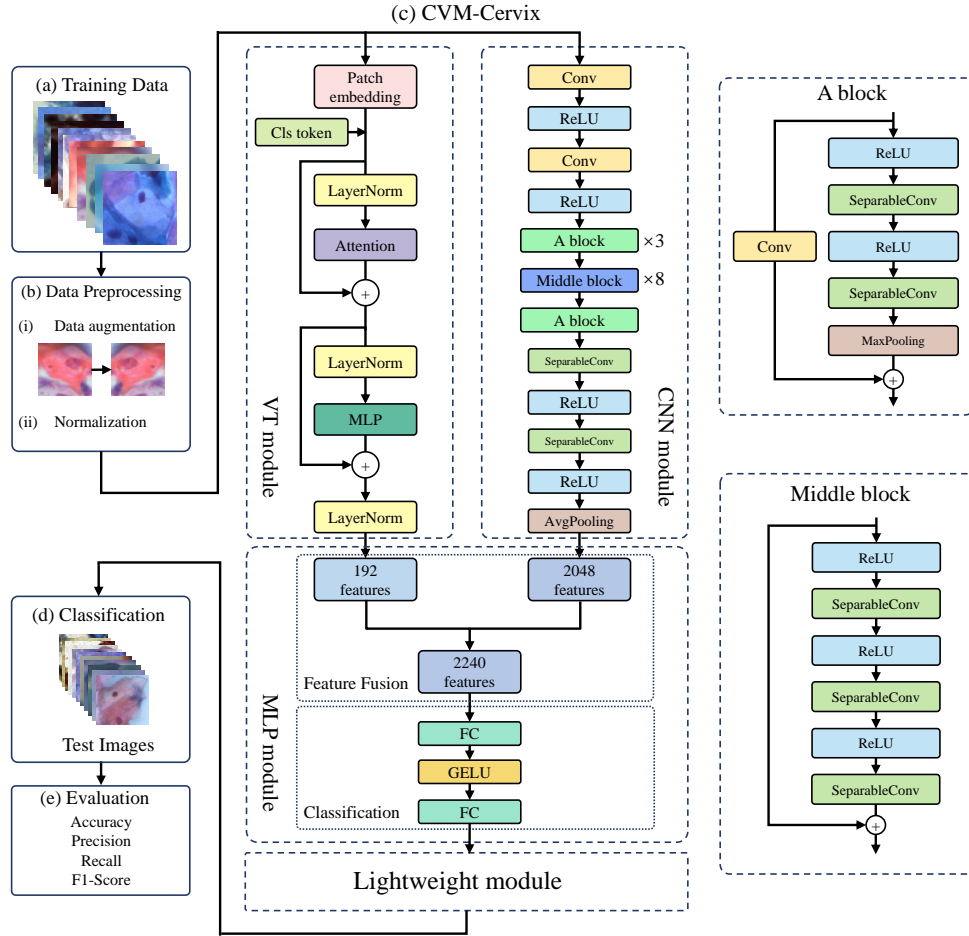 (c) CVM-Cervix
(a) Training Data
(b) Data Preprocessing
(i) Data augmentation
(ii) Normalization
Patch
embedding
Cls token
LayerNorm
Attention
+
LayerNorm
MLP
+
LayerNorm
VT module
Conv
ReLU
Conv
ReLU
A block ×3
Middle block ×8
A block
SeparableConv
ReLU
SeparableConv
ReLU
AvgPooling
CNN module
A block
ReLU
SeparableConv
Conv
ReLU
SeparableConv
MaxPooling
+
Middle block
ReLU
SeparableConv
ReLU
SeparableConv
ReLU
SeparableConv
+
192
features
2048
features
2240
features
Feature Fusion
FC
GELU
FC
Classification
MLP module
Lightweight module
(d) Classification
Test Images
(e) Evaluation
Accuracy
Precision
Recall
F1-Score